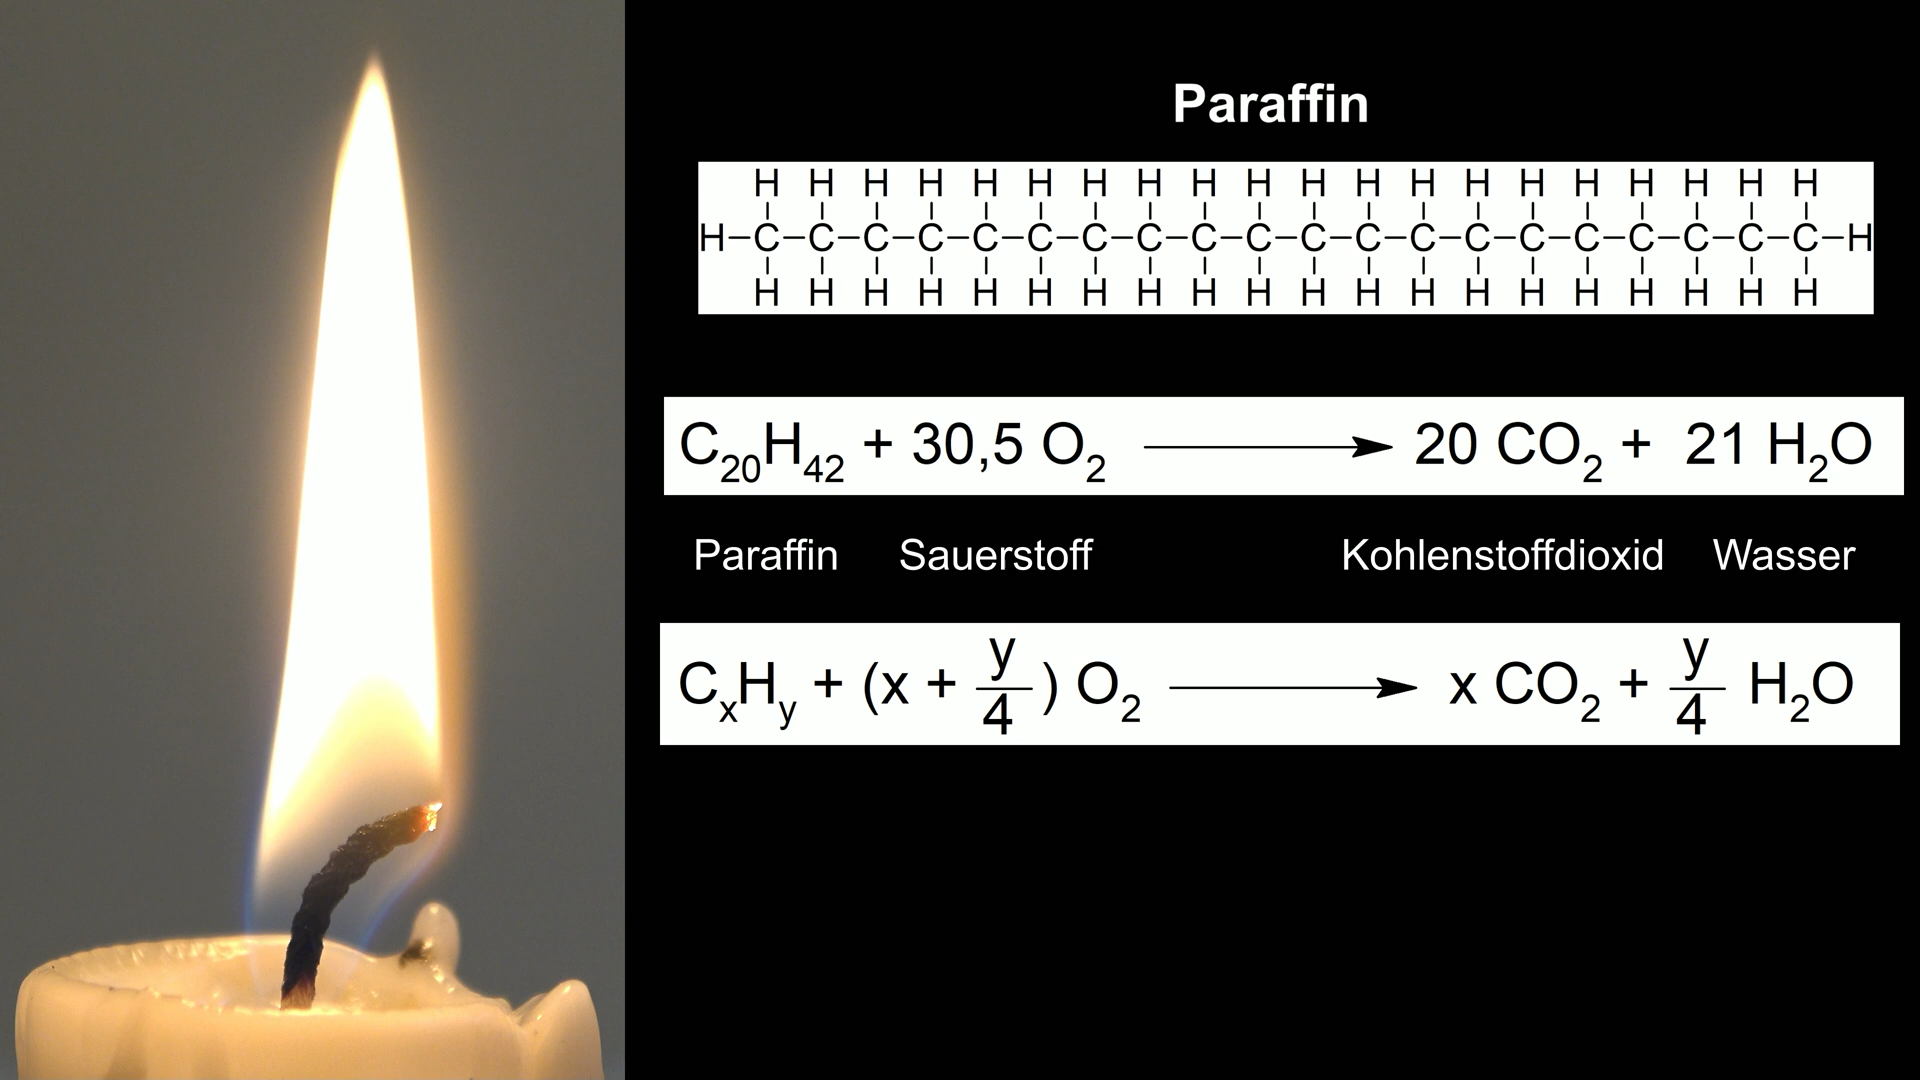 Paraffin
H H H H H H H H H H H H H H H H H H H H
H–C–C–C–C–C–C–C–C–C–C–C–C–C–C–C–C–C–C–C–C–H
H H H H H H H H H H H H H H H H H H H H
C₂₀H₄₂ + 30,5 O₂ ⟶ 20 CO₂ + 21 H₂O
Paraffin Sauerstoff Kohlenstoffdioxid Wasser
CₓHy + (x + y/4) O₂ ⟶ x CO₂ + y/4 H₂O